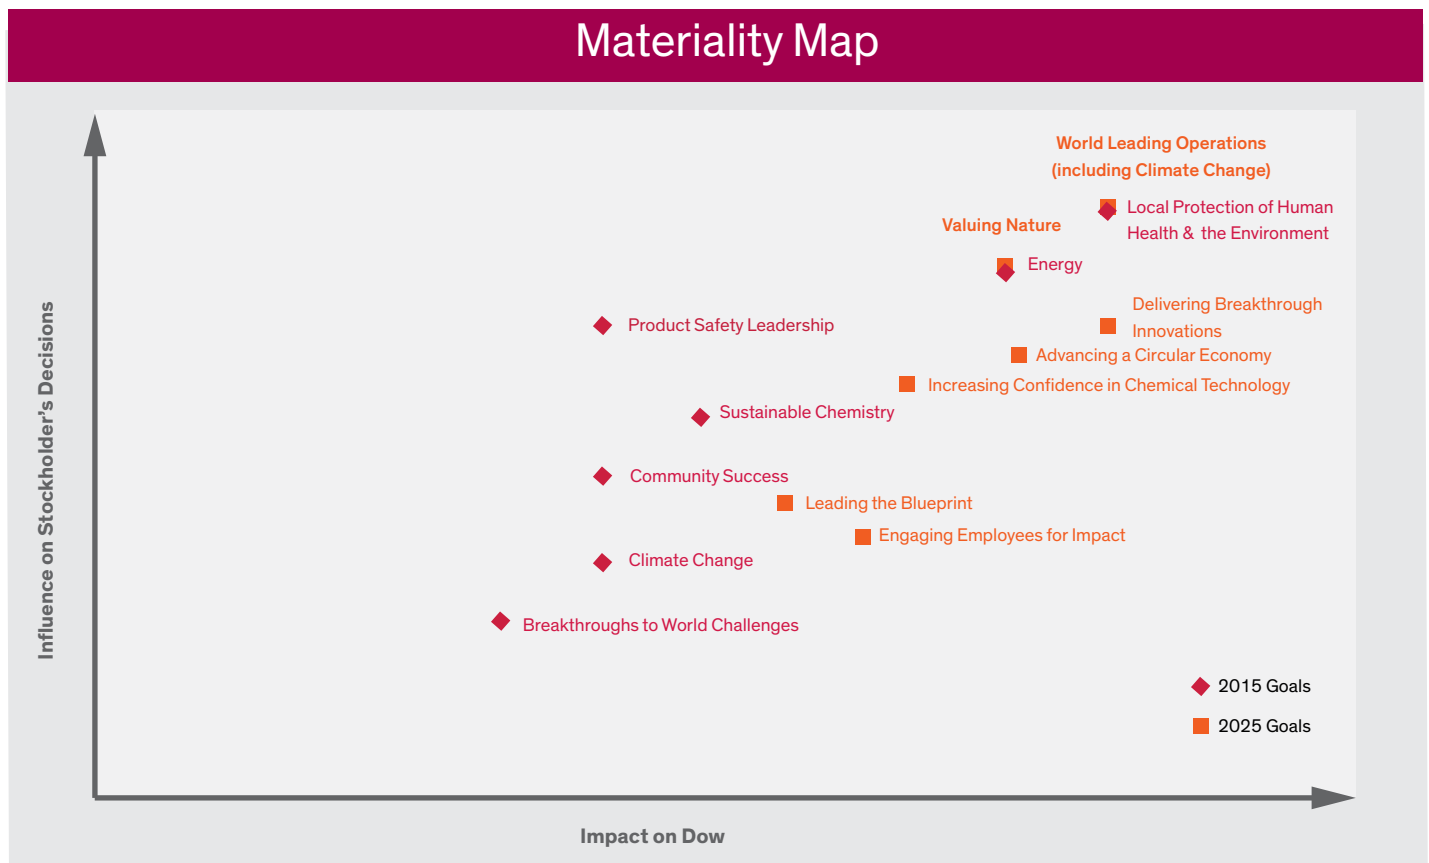 Materiality Map
World Leading Operations
(including Climate Change)
Local Protection of Human
Health & the Environment
Valuing Nature
Energy
Delivering Breakthrough
Innovations
Product Safety Leadership
Advancing a Circular Economy
Increasing Confidence in Chemical Technology
Sustainable Chemistry
Community Success
Leading the Blueprint
Engaging Employees for Impact
Climate Change
Breakthroughs to World Challenges
2015 Goals
2025 Goals
Influence on Stockholder's Decisions
Impact on Dow